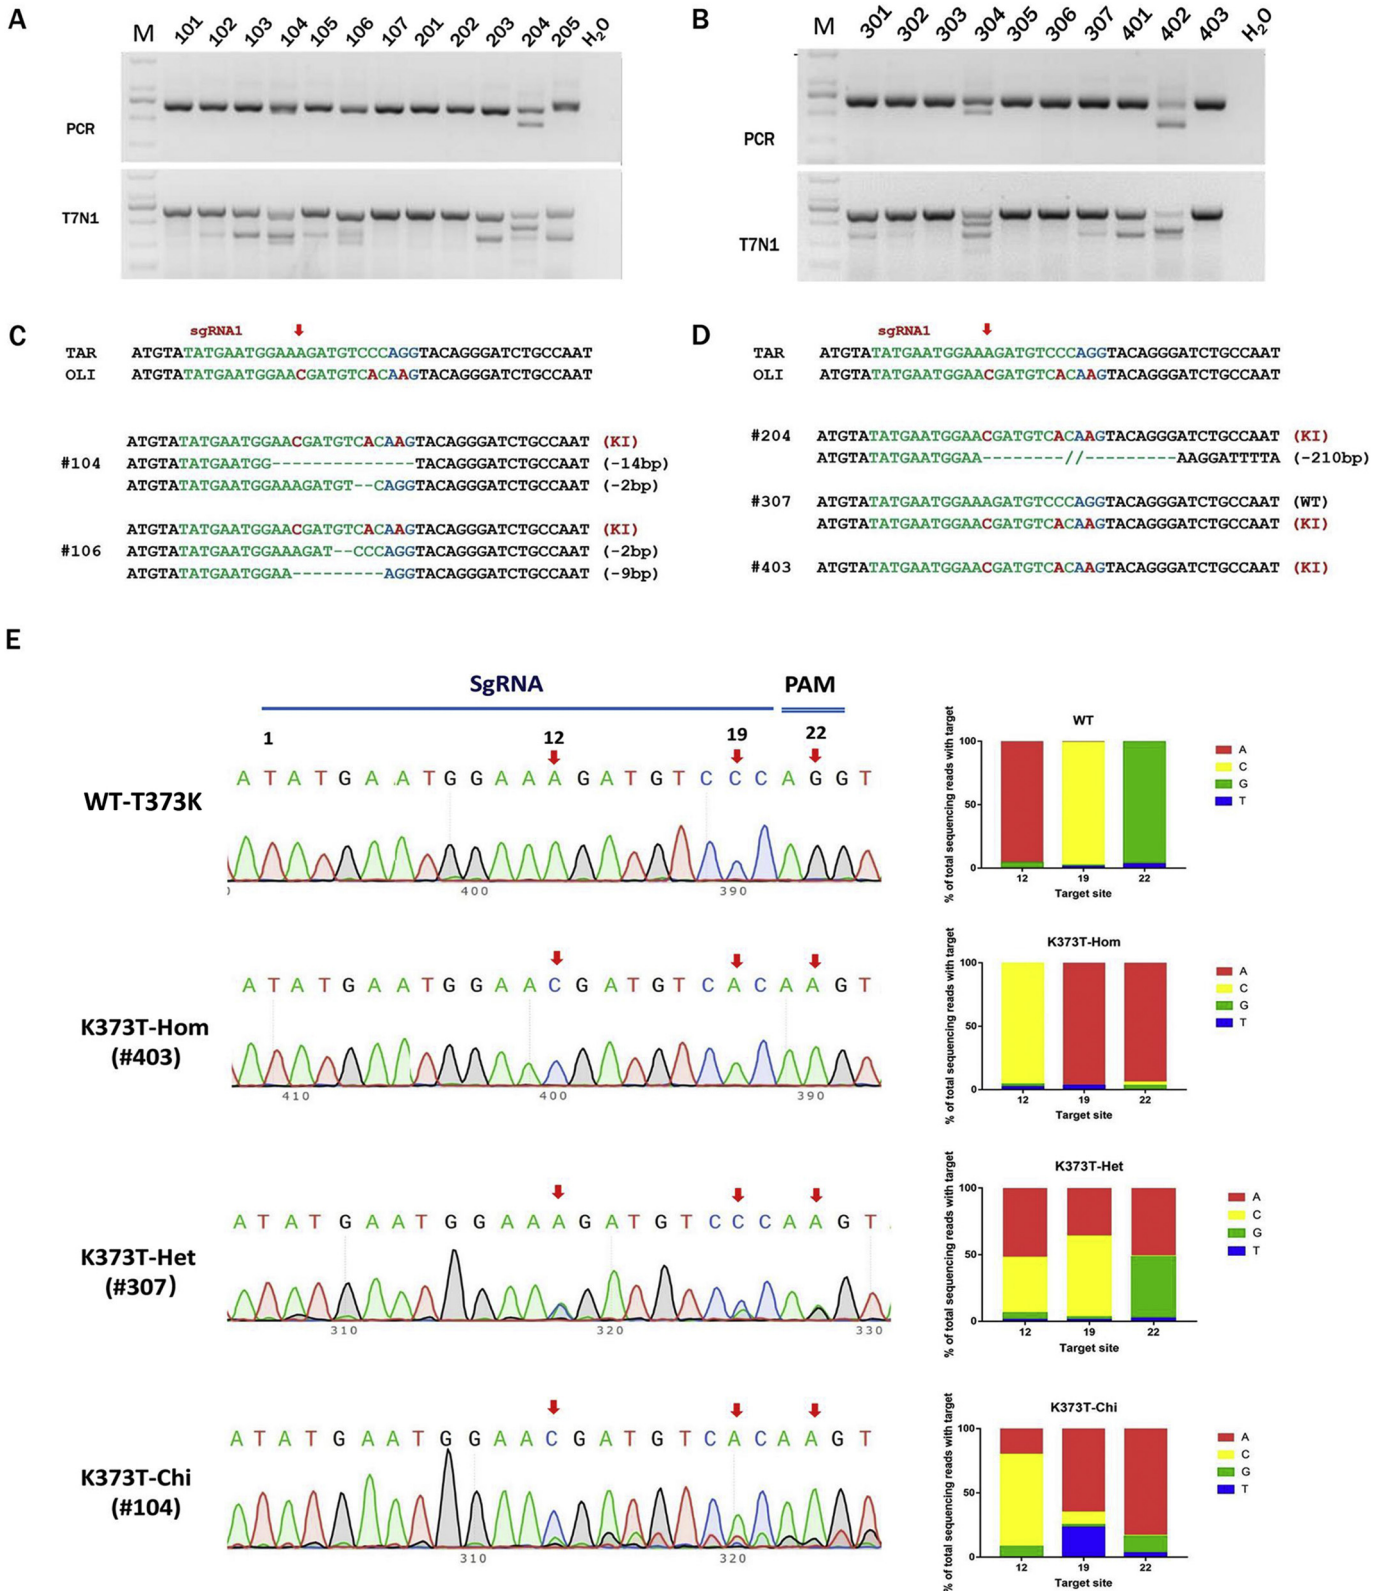 A
M 101 102 103 104 105 106 107 201 202 203 204 205 H2O
PCR
T7N1
B
M 301 302 303 304 305 306 307 401 402 403 H2O
PCR
T7N1
C
sgRNA1
TAR ATGTATATGAATGGAAAGATGTCCCAGGTACAGGGATCTGCCAAT
OLI ATGTATATGAATGGAACGATGTCACAAGTACAGGGATCTGCCAAT
ATGTATATGAATGGAACGATGTCACAAGTACAGGGATCTGCCAAT (KI)
#104 ATGTATATGAATGG--------------TACAGGGATCTGCCAAT (-14bp)
ATGTATATGAATGGAAAGATGT--CAGGTACAGGGATCTGCCAAT (-2bp)
ATGTATATGAATGGAACGATGTCACAAGTACAGGGATCTGCCAAT (KI)
#106 ATGTATATGAATGGAAAGAT--CCCAGGTACAGGGATCTGCCAAT (-2bp)
ATGTATATGAATGGAA---------AGGTACAGGGATCTGCCAAT (-9bp)
D
sgRNA1
TAR ATGTATATGAATGGAAAGATGTCCCAGGTACAGGGATCTGCCAAT
OLI ATGTATATGAATGGAACGATGTCACAAGTACAGGGATCTGCCAAT
#204 ATGTATATGAATGGAACGATGTCACAAGTACAGGGATCTGCCAAT (KI)
ATGTATATGAATGGAA--------//---------AAGGATTTTA (-210bp)
#307 ATGTATATGAATGGAAAGATGTCCCAGGTACAGGGATCTGCCAAT (WT)
ATGTATATGAATGGAACGATGTCACAAGTACAGGGATCTGCCAAT (KI)
#403 ATGTATATGAATGGAACGATGTCACAAGTACAGGGATCTGCCAAT (KI)
E
SgRNA PAM
1 12 19 22
WT-T373K
A T A T G A A T G G A A A G A T G T C C C A G G T
400 390
WT
% of total sequencing reads with target
100
50
0
12 19 22
Target site
A
C
G
T
K373T-Hom
(#403)
A T A T G A A T G G A A C G A T G T C A C A A G T
410 400 390
K373T-Hom
% of total sequencing reads with target
100
50
0
12 19 22
Target site
A
C
G
T
K373T-Het
(#307)
A T A T G A A T G G A A A G A T G T C C C A A G T
310 320 330
K373T-Het
% of total sequencing reads with target
100
50
0
12 19 22
Target site
A
C
G
T
K373T-Chi
(#104)
A T A T G A A T G G A A C G A T G T C A C A A G T
310 320
K373T-Chi
% of total sequencing reads with target
100
50
0
12 19 22
Target site
A
C
G
T